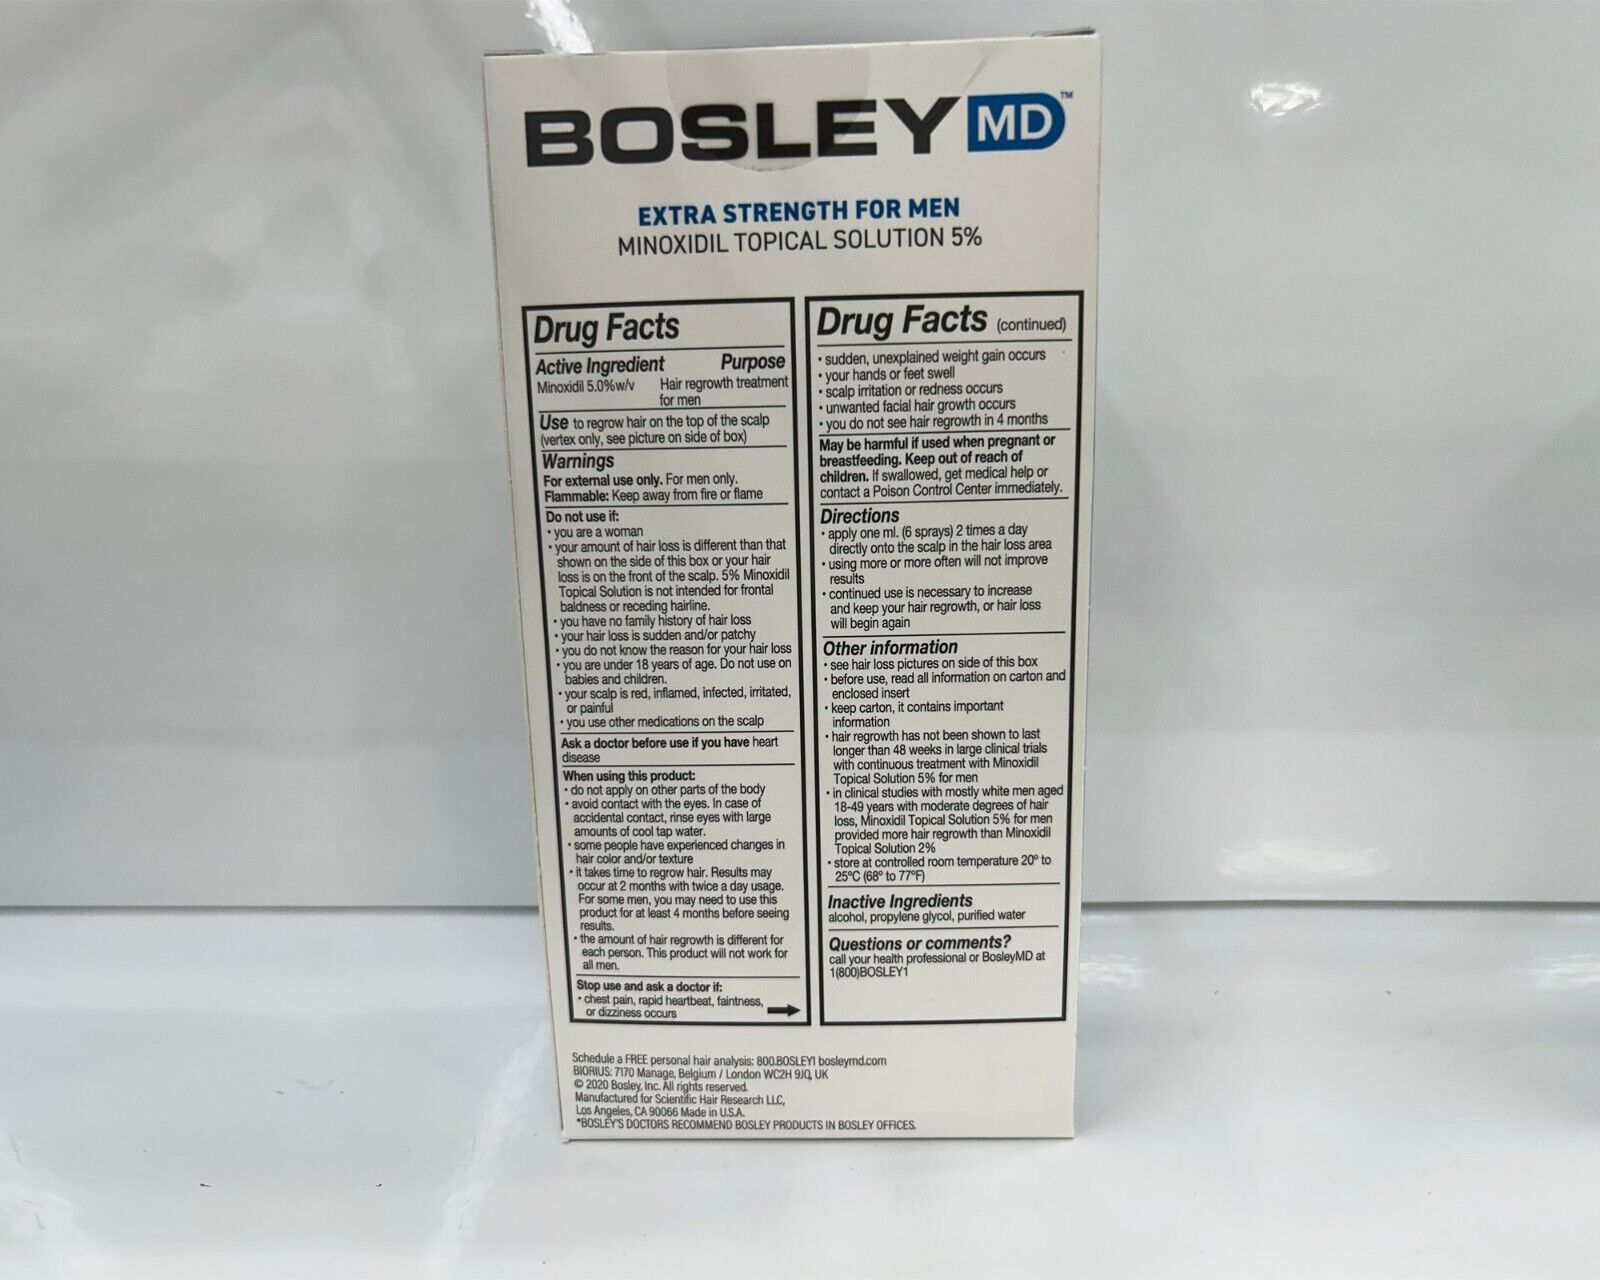 BOSLEY MD™
EXTRA STRENGTH FOR MEN
MINOXIDIL TOPICAL SOLUTION 5%
Drug Facts
Active Ingredient Purpose
Minoxidil 5.0%w/v Hair regrowth treatment
for men
Use to regrow hair on the top of the scalp
(vertex only, see picture on side of box)
Warnings
For external use only. For men only.
Flammable: Keep away from fire or flame
Do not use if:
• you are a woman
• your amount of hair loss is different than that
shown on the side of this box or your hair
loss is on the front of the scalp. 5% Minoxidil
Topical Solution is not intended for frontal
baldness or receding hairline.
• you have no family history of hair loss
• your hair loss is sudden and/or patchy
• you do not know the reason for your hair loss
• you are under 18 years of age. Do not use on
babies and children.
• your scalp is red, inflamed, infected, irritated,
or painful
• you use other medications on the scalp
Ask a doctor before use if you have heart
disease
When using this product:
• do not apply on other parts of the body
• avoid contact with the eyes. In case of
accidental contact, rinse eyes with large
amounts of cool tap water.
• some people have experienced changes in
hair color and/or texture
• it takes time to regrow hair. Results may
occur at 2 months with twice a day usage.
For some men, you may need to use this
product for at least 4 months before seeing
results.
• the amount of hair regrowth is different for
each person. This product will not work for
all men.
Stop use and ask a doctor if:
• chest pain, rapid heartbeat, faintness,
or dizziness occurs
Drug Facts (continued)
• sudden, unexplained weight gain occurs
• your hands or feet swell
• scalp irritation or redness occurs
• unwanted facial hair growth occurs
• you do not see hair regrowth in 4 months
May be harmful if used when pregnant or
breastfeeding. Keep out of reach of
children. If swallowed, get medical help or
contact a Poison Control Center immediately.
Directions
• apply one ml. (6 sprays) 2 times a day
directly onto the scalp in the hair loss area
• using more or more often will not improve
results
• continued use is necessary to increase
and keep your hair regrowth, or hair loss
will begin again
Other information
• see hair loss pictures on side of this box
• before use, read all information on carton and
enclosed insert
• keep carton, it contains important
information
• hair regrowth has not been shown to last
longer than 48 weeks in large clinical trials
with continuous treatment with Minoxidil
Topical Solution 5% for men
• in clinical studies with mostly white men aged
18-49 years with moderate degrees of hair
loss, Minoxidil Topical Solution 5% for men
provided more hair regrowth than Minoxidil
Topical Solution 2%
• store at controlled room temperature 20º to
25ºC (68º to 77ºF)
Inactive Ingredients
alcohol, propylene glycol, purified water
Questions or comments?
call your health professional or BosleyMD at
1(800)BOSLEY1
Schedule a FREE personal hair analysis: 800.BOSLEY1 bosleymd.com
BIORIUS: 7170 Manage, Belgium / London WC2H 9JQ, UK
© 2020 Bosley, Inc. All rights reserved.
Manufactured for Scientific Hair Research LLC,
Los Angeles, CA 90066 Made in U.S.A.
*BOSLEY'S DOCTORS RECOMMEND BOSLEY PRODUCTS IN BOSLEY OFFICES.